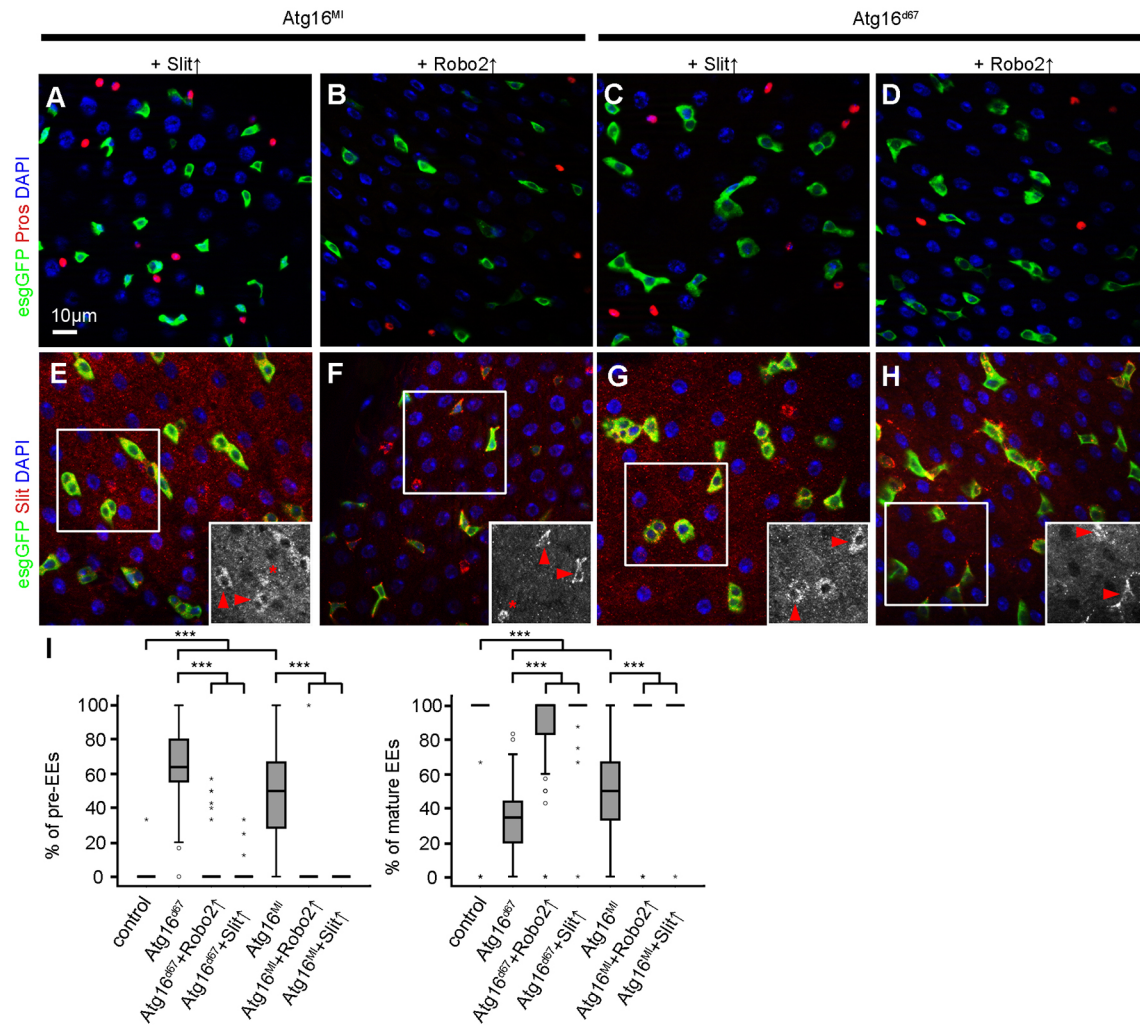 Atg16ᴹᴵ Atg16ᵈ⁶⁷
+ Slit↑ + Robo2↑ + Slit↑ + Robo2↑
esgGFP Pros DAPI
A B C D
10µm
esgGFP Slit DAPI
E F G H
* *
I
*** ***
*** *** *** ***
% of pre-EEs
100
80
60
40
20
0
control
Atg16ᵈ⁶⁷
Atg16ᵈ⁶⁷+Robo2↑
Atg16ᵈ⁶⁷+Slit↑
Atg16ᴹᴵ
Atg16ᴹᴵ+Robo2↑
Atg16ᴹᴵ+Slit↑
% of mature EEs
100
80
60
40
20
0
control
Atg16ᵈ⁶⁷
Atg16ᵈ⁶⁷+Robo2↑
Atg16ᵈ⁶⁷+Slit↑
Atg16ᴹᴵ
Atg16ᴹᴵ+Robo2↑
Atg16ᴹᴵ+Slit↑